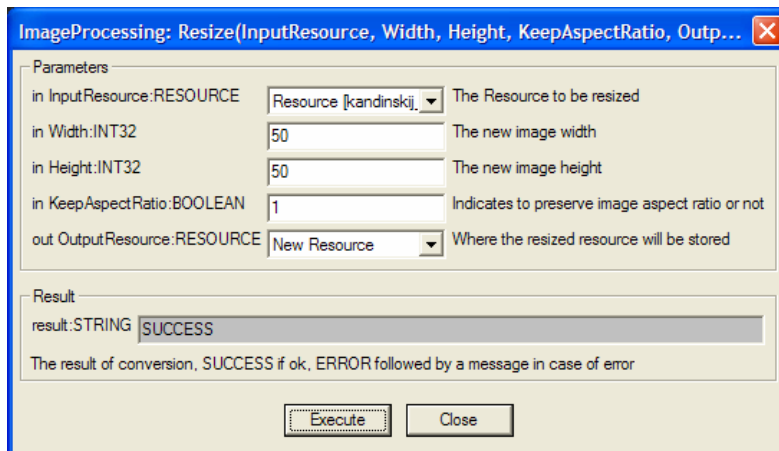 ImageProcessing: Resize(InputResource, Width, Height, KeepAspectRatio, Outp...
Parameters
in InputResource:RESOURCE Resource [kandinskij_ The Resource to be resized
in Width:INT32 50 The new image width
in Height:INT32 50 The new image height
in KeepAspectRatio:BOOLEAN 1 Indicates to preserve image aspect ratio or not
out OutputResource:RESOURCE New Resource Where the resized resource will be stored
Result
result:STRING SUCCESS
The result of conversion, SUCCESS if ok, ERROR followed by a message in case of error
Execute Close